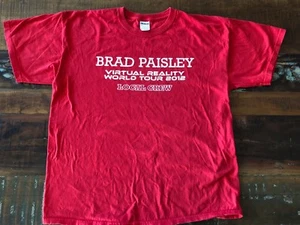 BRAD PAISLEY
VIRTUAL REALITY
WORLD TOUR 2012
LOCAL CREW